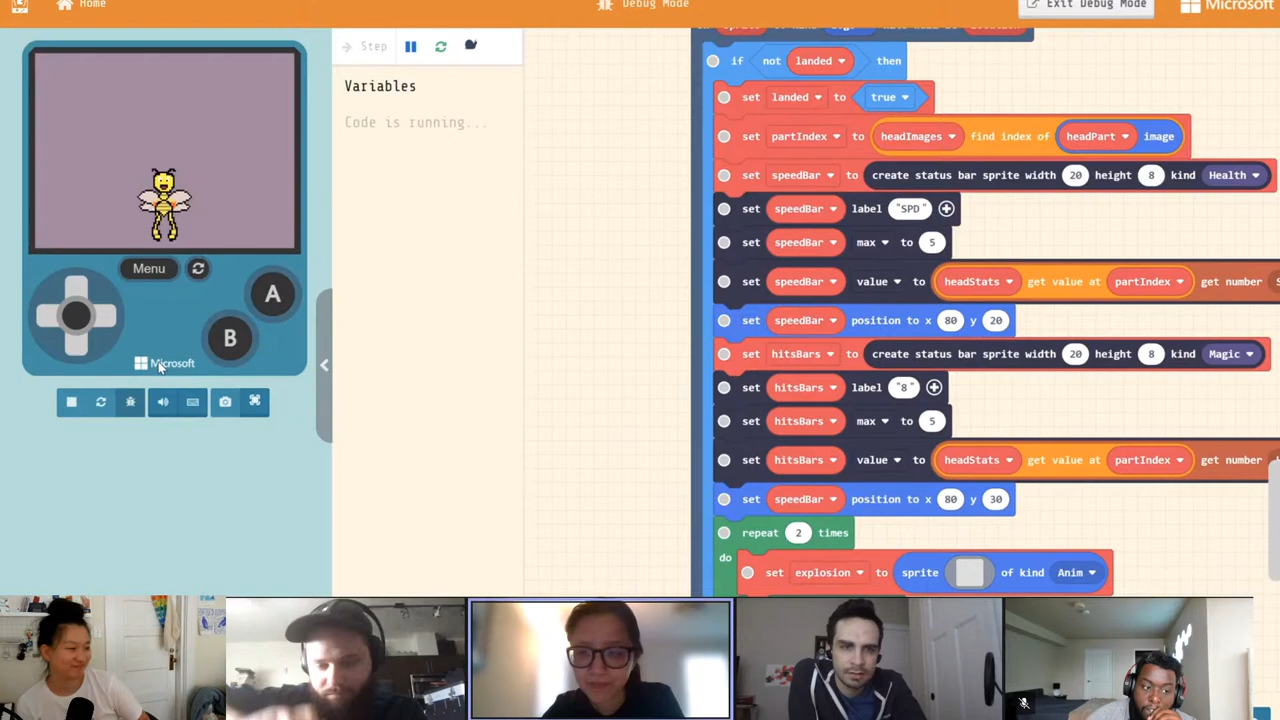 Home
Debug Mode
Exit Debug Mode
Microsoft
Step
Variables
Code is running...
Menu
A
B
Microsoft
if not landed then
set landed to true
set partIndex to headImages find index of headPart image
set speedBar to create status bar sprite width 20 height 8 kind Health
set speedBar label "SPD"
set speedBar max to 5
set speedBar value to headStats get value at partIndex get number
set speedBar position to x 80 y 20
set hitsBars to create status bar sprite width 20 height 8 kind Magic
set hitsBars label "8"
set hitsBars max to 5
set hitsBars value to headStats get value at partIndex get number
set speedBar position to x 80 y 30
repeat 2 times
do
set explosion to sprite of kind Anim